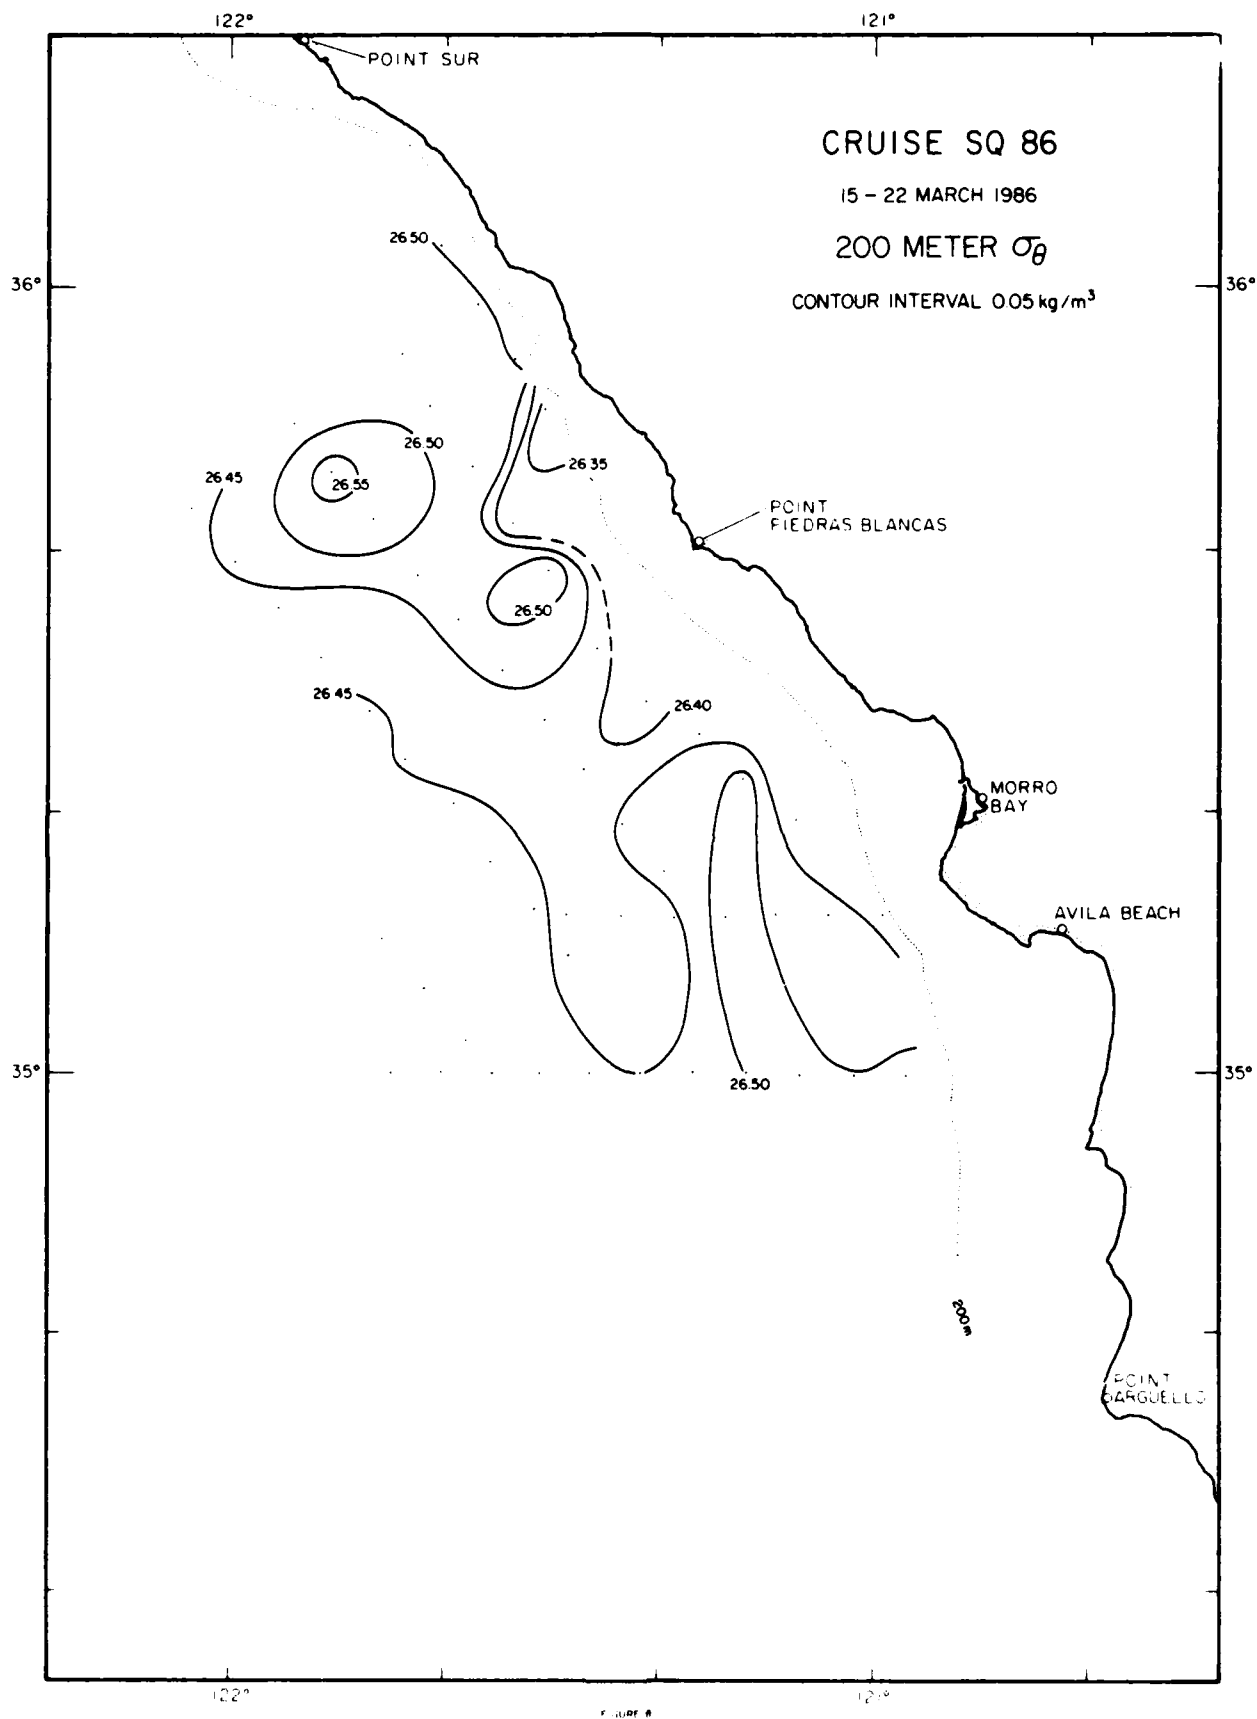 122° 121°
POINT SUR
CRUISE SQ 86
15 – 22 MARCH 1986
200 METER σθ
CONTOUR INTERVAL 0.05 kg/m³
26.50
36° 36°
26.50
26.35
26.45
26.55
POINT
PIEDRAS BLANCAS
26.50
26.45
26.40
MORRO
BAY
AVILA BEACH
35° 35°
26.50
200m
POINT
ARGUELLO
122° 121°
FIGURE